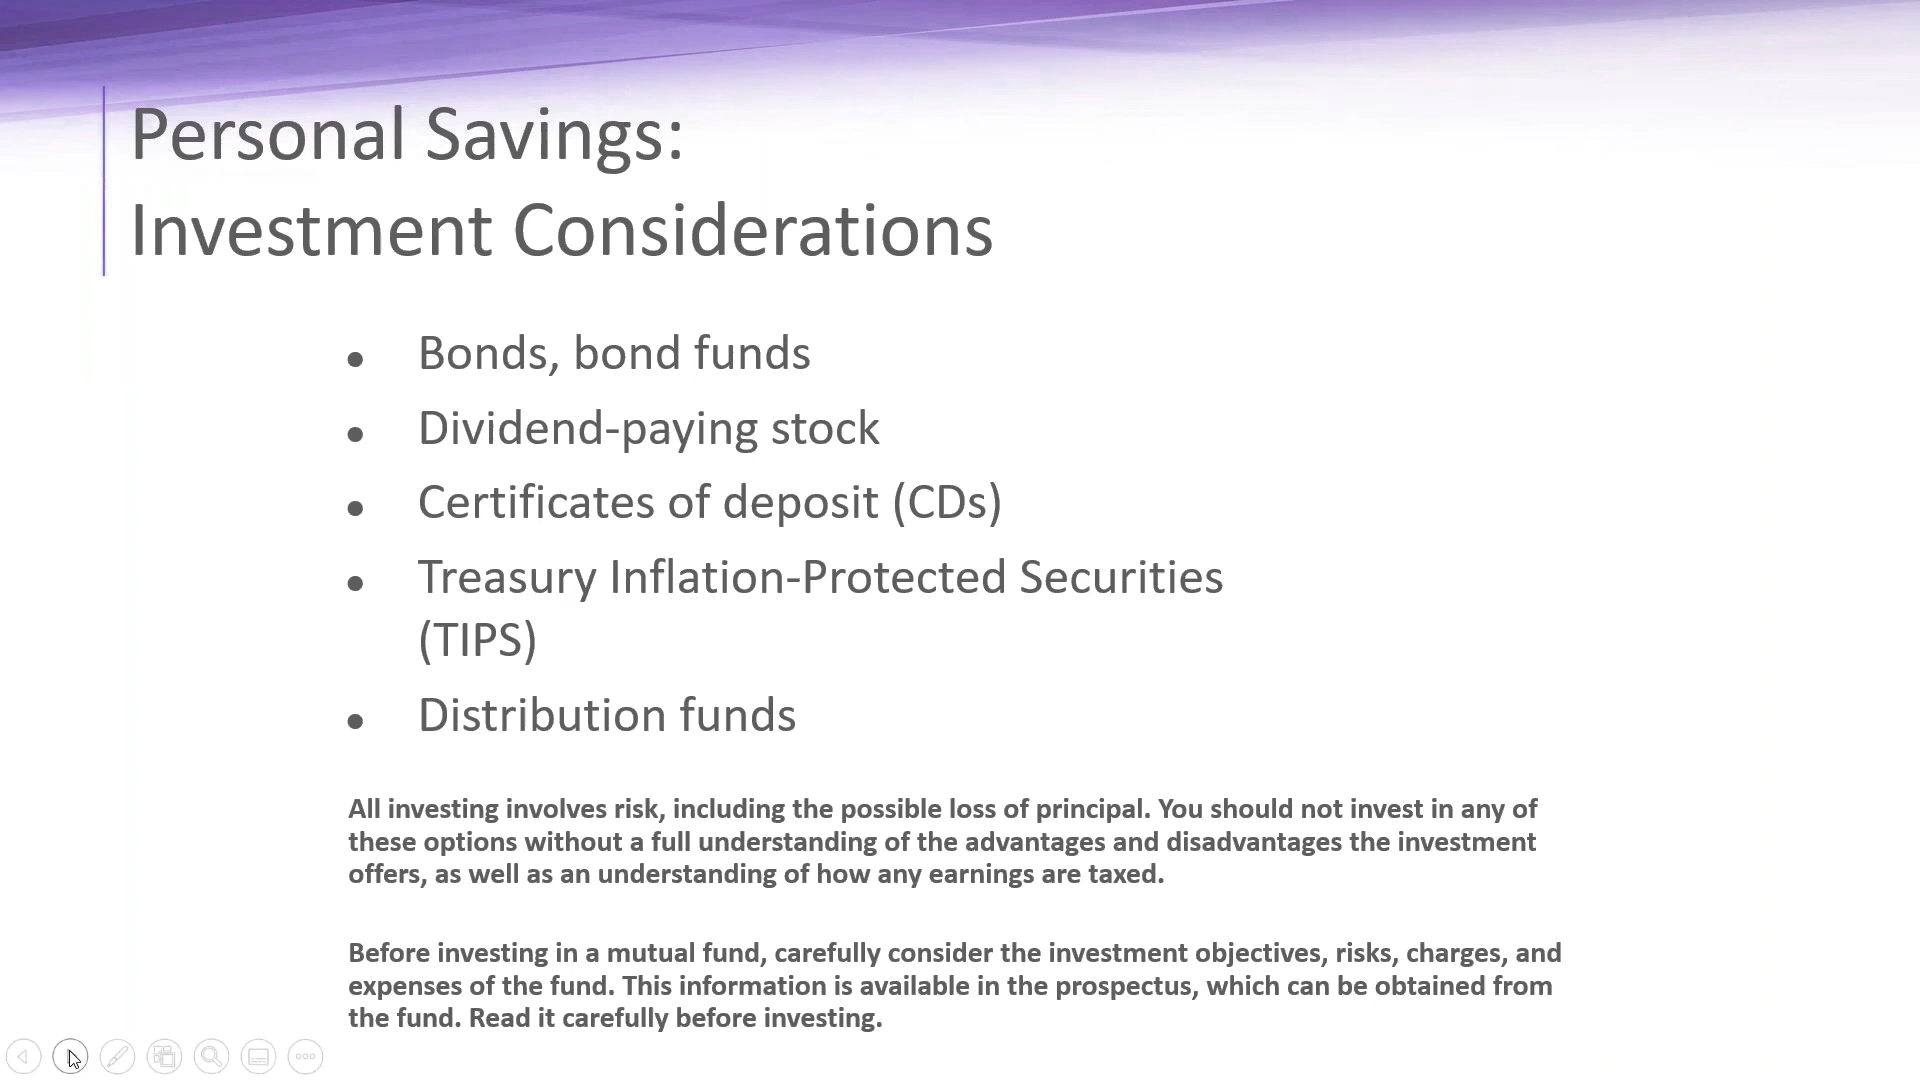 Personal Savings:
Investment Considerations
● Bonds, bond funds
● Dividend-paying stock
● Certificates of deposit (CDs)
● Treasury Inflation-Protected Securities
(TIPS)
● Distribution funds
All investing involves risk, including the possible loss of principal. You should not invest in any of
these options without a full understanding of the advantages and disadvantages the investment
offers, as well as an understanding of how any earnings are taxed.
Before investing in a mutual fund, carefully consider the investment objectives, risks, charges, and
expenses of the fund. This information is available in the prospectus, which can be obtained from
the fund. Read it carefully before investing.